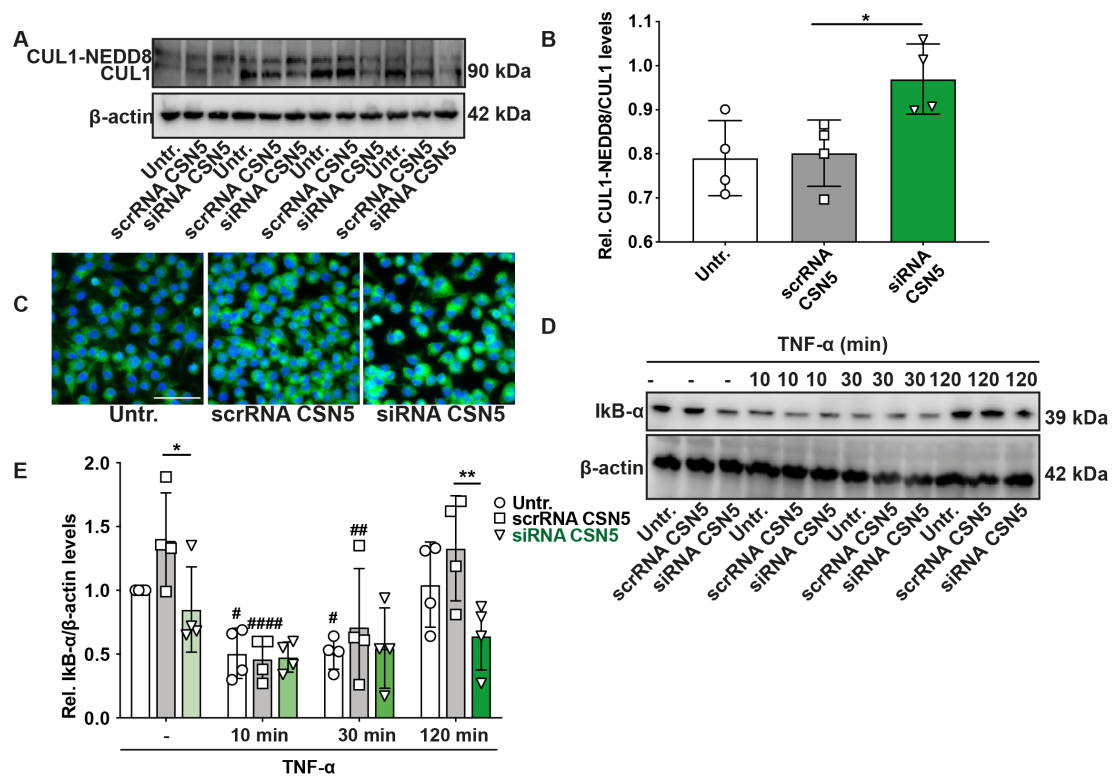 A
CUL1-NEDD8
CUL1
90 kDa
β-actin
42 kDa
Untr.
scrRNA CSN5
siRNA CSN5
Untr.
scrRNA CSN5
siRNA CSN5
Untr.
scrRNA CSN5
siRNA CSN5
Untr.
scrRNA CSN5
siRNA CSN5
B
*
Rel. CUL1-NEDD8/CUL1 levels
1.1
1.0
0.9
0.8
0.7
0.6
Untr.
scrRNA
CSN5
siRNA
CSN5
C
Untr.
scrRNA CSN5
siRNA CSN5
D
TNF-α (min)
- - - 10 10 10 30 30 30 120 120 120
IkB-α
39 kDa
β-actin
42 kDa
Untr.
scrRNA CSN5
siRNA CSN5
Untr.
scrRNA CSN5
siRNA CSN5
Untr.
scrRNA CSN5
siRNA CSN5
Untr.
scrRNA CSN5
siRNA CSN5
E
Rel. IkB-α/β-actin levels
2.0
1.5
1.0
0.5
0.0
*
#
####
#
##
**
Untr.
scrRNA CSN5
siRNA CSN5
- 10 min 30 min 120 min
TNF-α